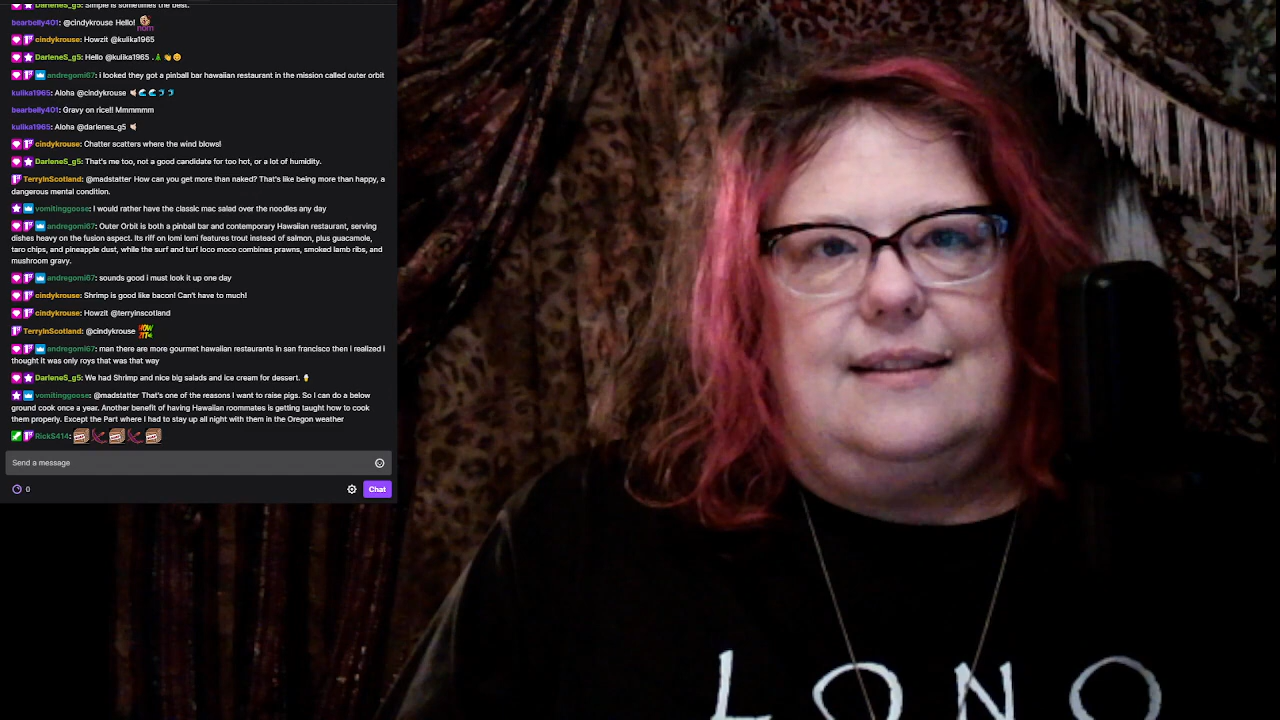 DarleneS_g5: Simple is sometimes the best.
bearbelly401: @cindykrouse Hello!
cindykrouse: Howzit @kulika1965
DarleneS_g5: Hello @kulika1965 .
andregomi67: i looked they got a pinball bar hawaiian restaurant in the mission called outer orbit
kulika1965: Aloha @cindykrouse
bearbelly401: Gravy on rice!! Mmmmmm
kulika1965: Aloha @darlenes_g5
cindykrouse: Chatter scatters where the wind blows!
DarleneS_g5: That's me too, not a good candidate for too hot, or a lot of humidity.
TerryInScotland: @madstatter How can you get more than naked? That's like being more than happy, a
dangerous mental condition.
vomitinggoose: I would rather have the classic mac salad over the noodles any day
andregomi67: Outer Orbit is both a pinball bar and contemporary Hawaiian restaurant, serving
dishes heavy on the fusion aspect. Its riff on lomi lomi features trout instead of salmon, plus guacamole,
taro chips, and pineapple dust, while the surf and turf loco moco combines prawns, smoked lamb ribs, and
mushroom gravy.
andregomi67: sounds good i must look it up one day
cindykrouse: Shrimp is good like bacon! Can't have to much!
cindykrouse: Howzit @terryinscotland
TerryInScotland: @cindykrouse
andregomi67: man there are more gourmet hawaiian restaurants in san francisco then I realized i
thought it was only roys that was that way
DarleneS_g5: We had Shrimp and nice big salads and ice cream for dessert.
vomitinggoose: @madstatter That's one of the reasons I want to raise pigs. So I can do a below
ground cook once a year. Another benefit of having Hawaiian roommates is getting taught how to cook
them properly. Except the Part where I had to stay up all night with them in the Oregon weather
RickS414:
Send a message
0
Chat
LONO